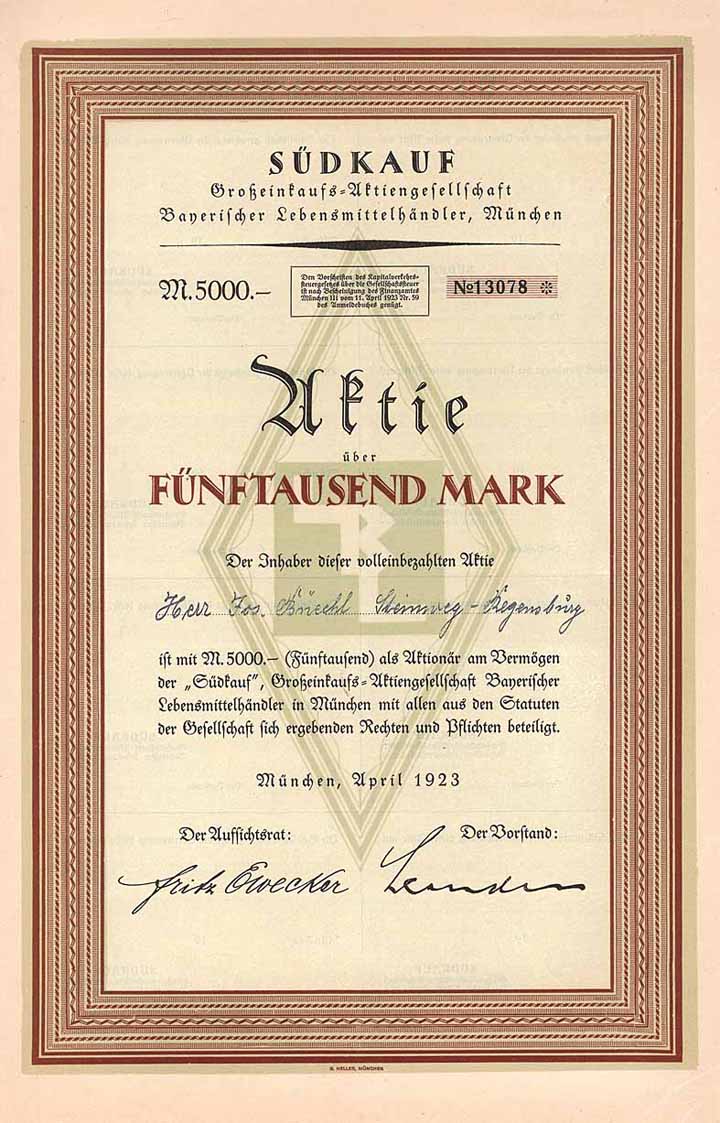 SÜDKAUF
Großeinkaufs-Aktiengesellschaft
Bayerischer Lebensmittelhändler, München
M. 5000.–
Den Vorschriften des Kapitalverkehrs-
steuergesetzes über die Gesellschaftssteuer
ist nach Bescheinigung des Finanzamtes
München III vom 11. April 1923 Nr. 59
des Anmeldebuches genügt.
№ 13078 *
Aktie
über
FÜNFTAUSEND MARK
Der Inhaber dieser volleinbezahlten Aktie
Herr Jos. Steinweg-Regensburg
ist mit M. 5000.– (Fünftausend) als Aktionär am Vermögen
der „Südkauf", Großeinkaufs-Aktiengesellschaft Bayerischer
Lebensmittelhändler in München mit allen aus den Statuten
der Gesellschaft sich ergebenden Rechten und Pflichten beteiligt.
München, April 1923
Der Aufsichtsrat:
Der Vorstand:
Fritz Ewecker
G. HELLER, MÜNCHEN